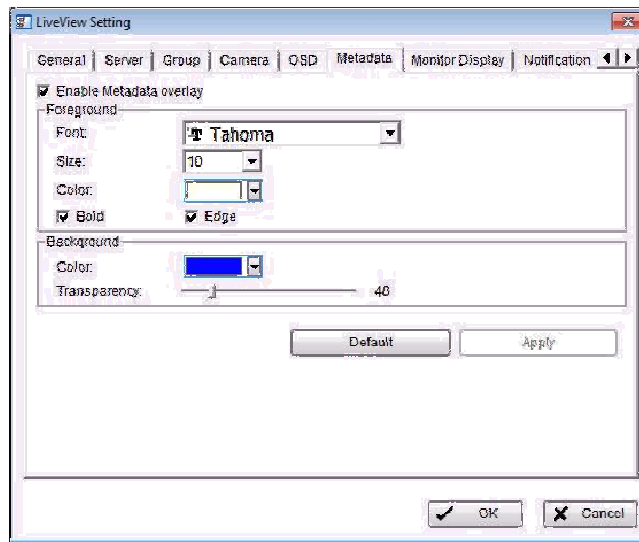 LiveView Setting
General Server Group Camera OSD Metadata Monitor Display Notification
Enable Metadata overlay
Foreground
Font: Tahoma
Size: 10
Color:
Bold Edge
Background
Color:
Transparency: 48
Default Apply
OK Cancel